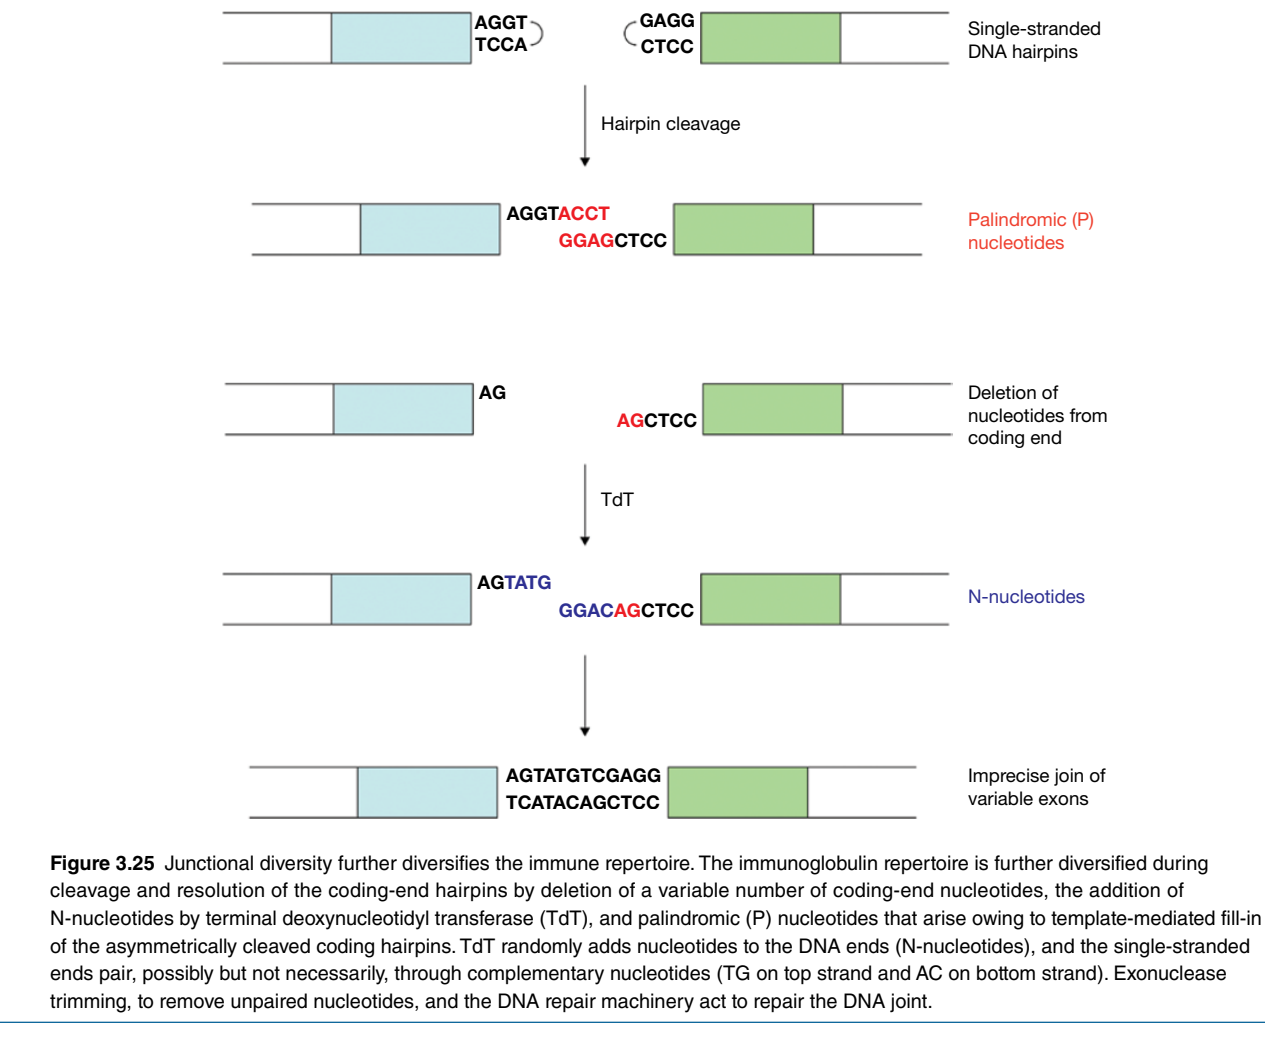 AGGT
TCCA
GAGG
CTCC
Single-stranded
DNA hairpins
Hairpin cleavage
AGGTACCT
GGAGCTCC
Palindromic (P)
nucleotides
AG
AGCTCC
Deletion of
nucleotides from
coding end
TdT
AGTATG
GGACAGCTCC
N-nucleotides
AGTATGTCGAGG
TCATACAGCTCC
Imprecise join of
variable exons
Figure 3.25 Junctional diversity further diversifies the immune repertoire. The immunoglobulin repertoire is further diversified during
cleavage and resolution of the coding-end hairpins by deletion of a variable number of coding-end nucleotides, the addition of
N-nucleotides by terminal deoxynucleotidyl transferase (TdT), and palindromic (P) nucleotides that arise owing to template-mediated fill-in
of the asymmetrically cleaved coding hairpins. TdT randomly adds nucleotides to the DNA ends (N-nucleotides), and the single-stranded
ends pair, possibly but not necessarily, through complementary nucleotides (TG on top strand and AC on bottom strand). Exonuclease
trimming, to remove unpaired nucleotides, and the DNA repair machinery act to repair the DNA joint.